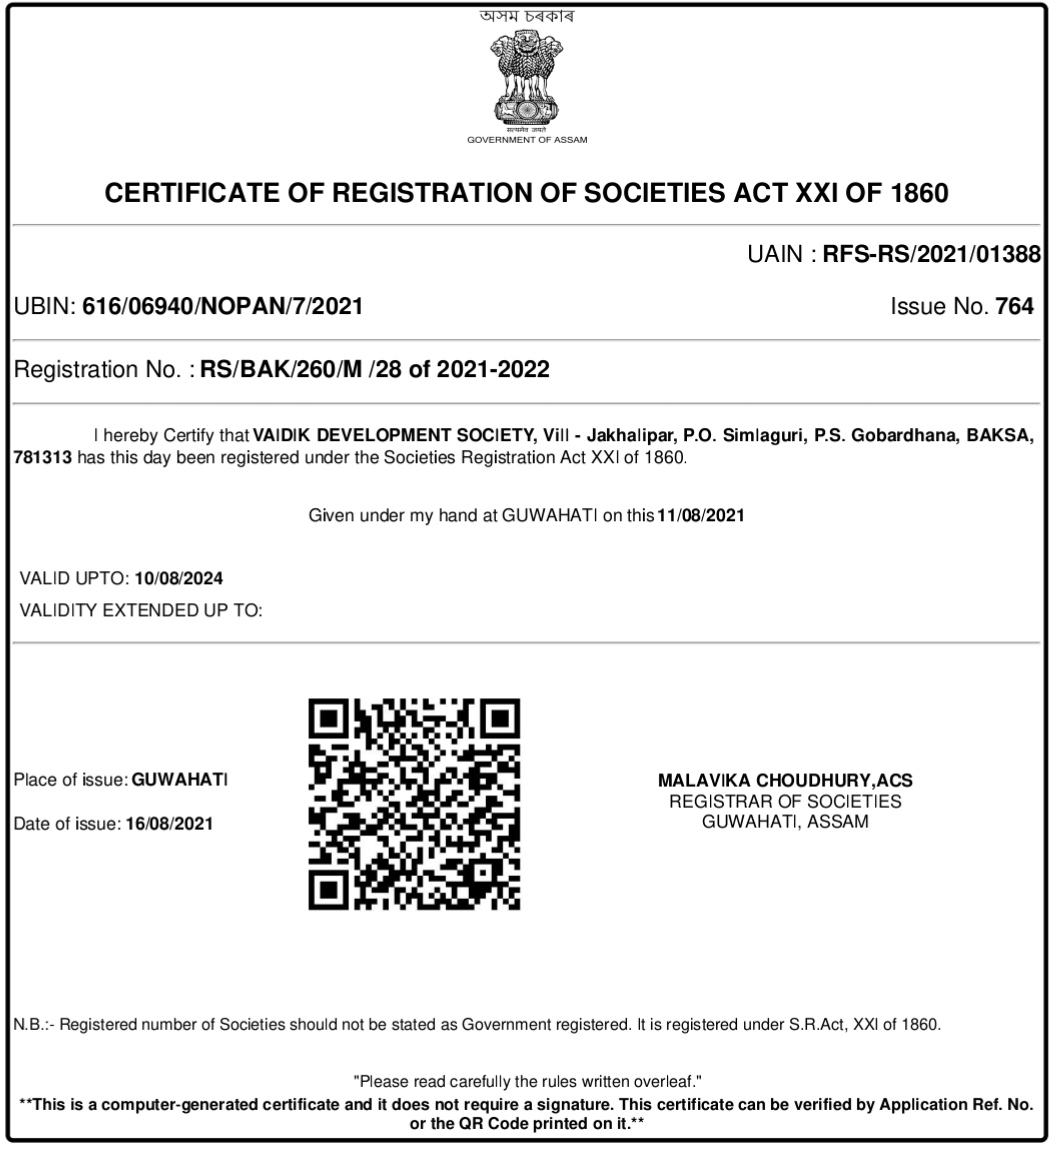 অসম চৰকাৰ
सत्यमेव जयते
GOVERNMENT OF ASSAM
CERTIFICATE OF REGISTRATION OF SOCIETIES ACT XXI OF 1860
UAIN : RFS-RS/2021/01388
UBIN: 616/06940/NOPAN/7/2021 Issue No. 764
Registration No. : RS/BAK/260/M /28 of 2021-2022
I hereby Certify that VAIDIK DEVELOPMENT SOCIETY, Vill - Jakhalipar, P.O. Simlaguri, P.S. Gobardhana, BAKSA,
781313 has this day been registered under the Societies Registration Act XXI of 1860.
Given under my hand at GUWAHATI on this 11/08/2021
VALID UPTO: 10/08/2024
VALIDITY EXTENDED UP TO:
Place of issue: GUWAHATI
Date of issue: 16/08/2021
MALAVIKA CHOUDHURY,ACS
REGISTRAR OF SOCIETIES
GUWAHATI, ASSAM
N.B.:- Registered number of Societies should not be stated as Government registered. It is registered under S.R.Act, XXI of 1860.
"Please read carefully the rules written overleaf."
**This is a computer-generated certificate and it does not require a signature. This certificate can be verified by Application Ref. No.
or the QR Code printed on it.**